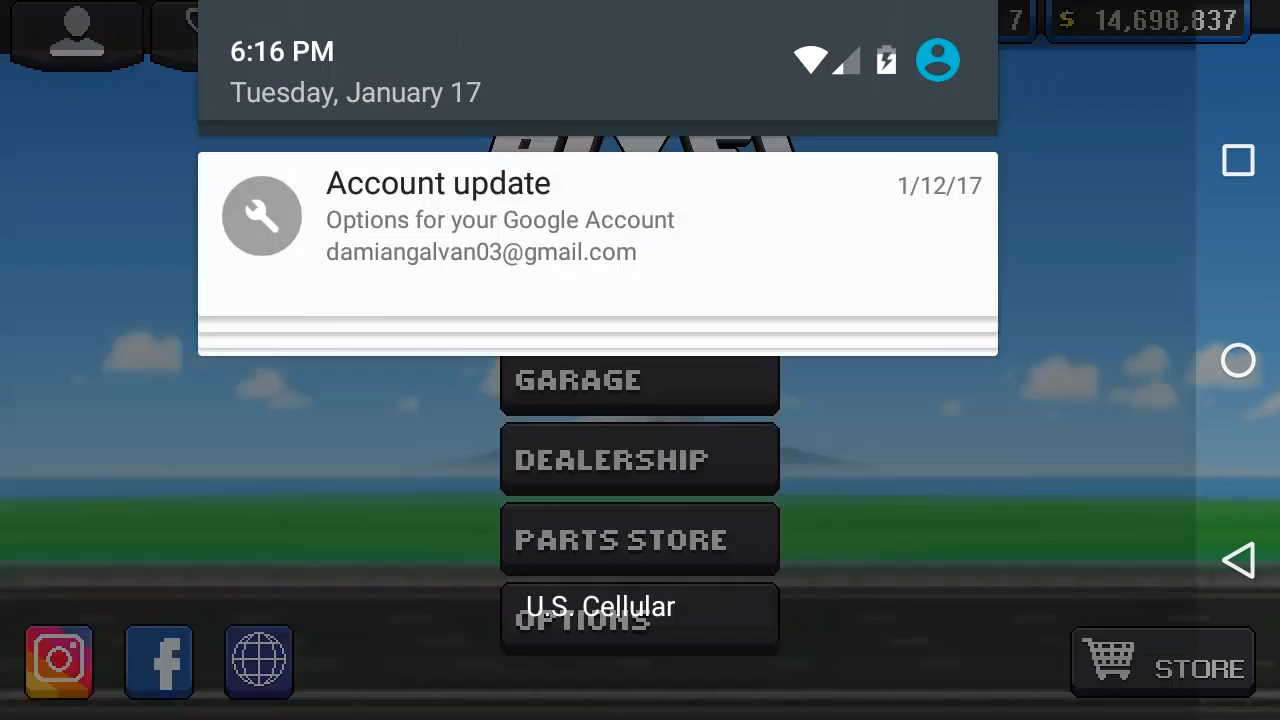 7
$ 14,698,837
6:16 PM
Tuesday, January 17
Account update
1/12/17
Options for your Google Account
damiangalvan03@gmail.com
GARAGE
DEALERSHIP
PARTS STORE
U.S. Cellular
OPTIONS
STORE